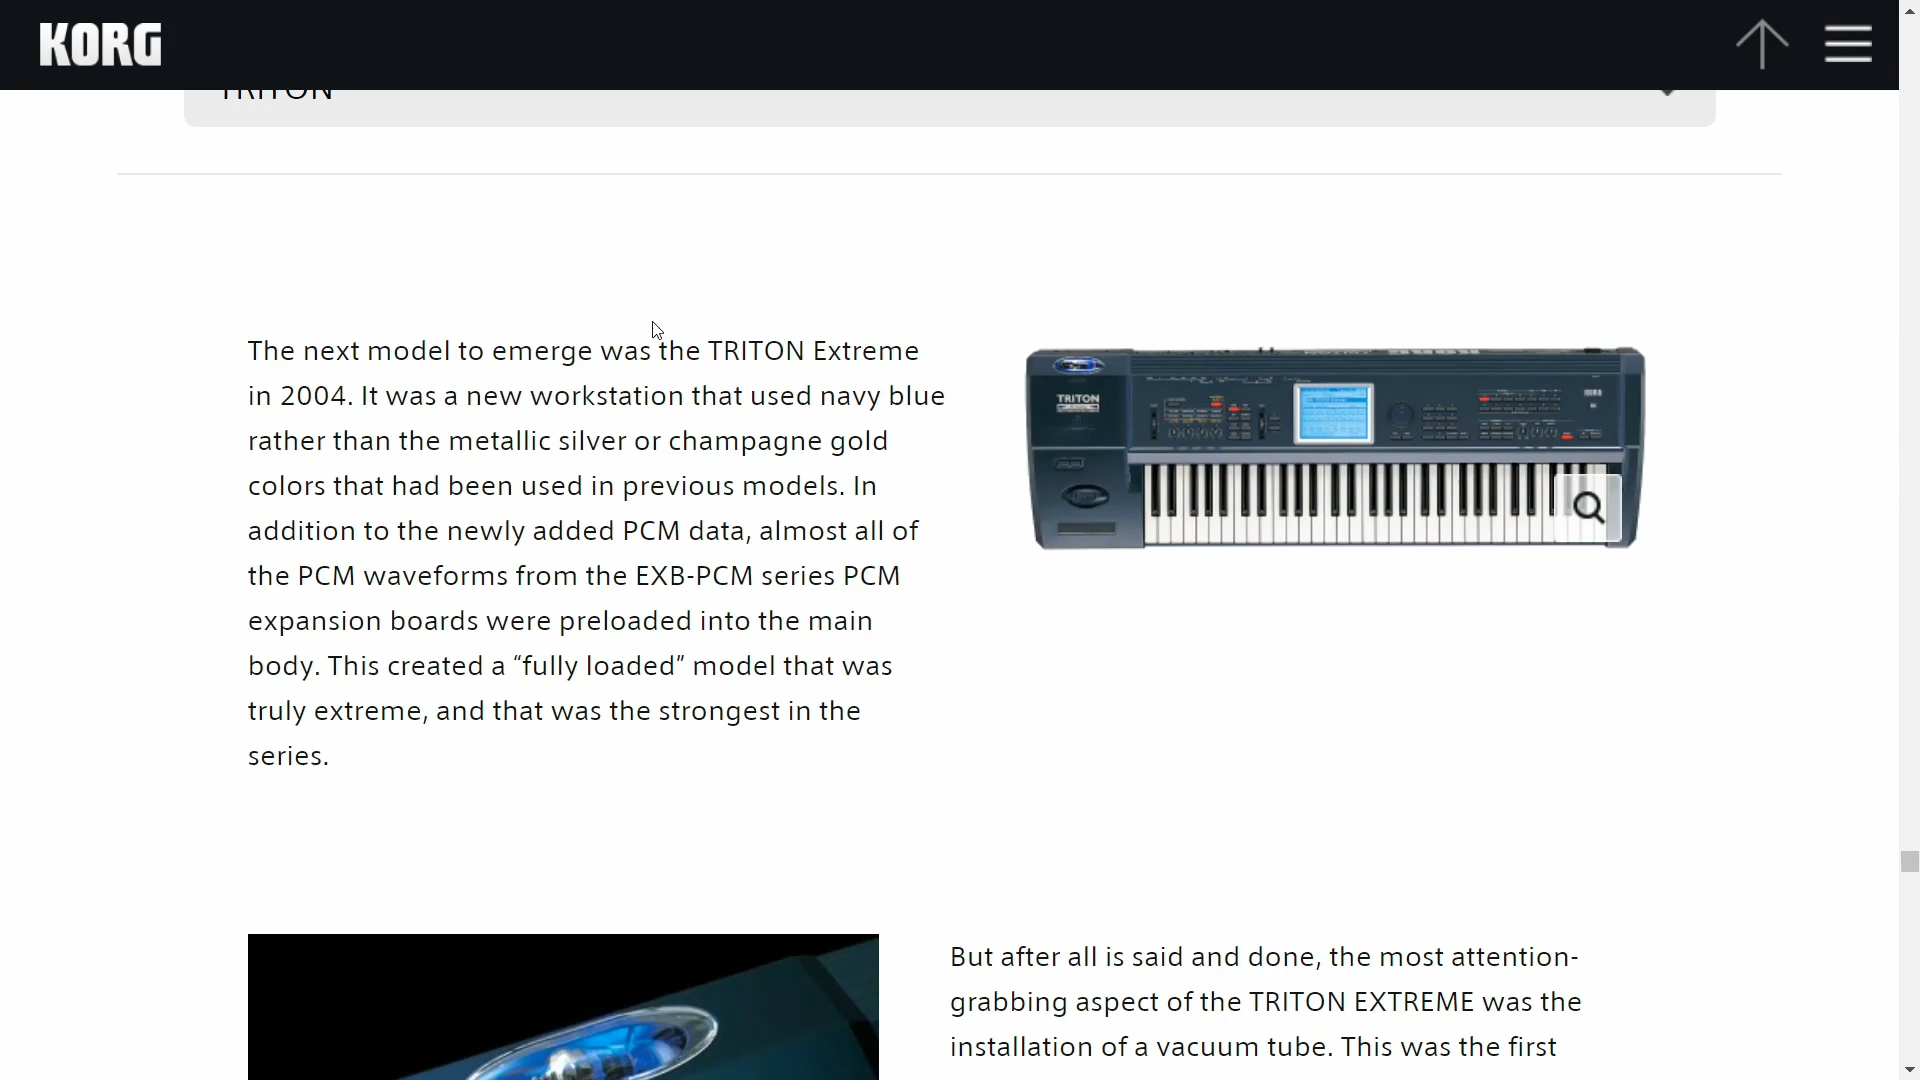 KORG
TRITON
The next model to emerge was the TRITON Extreme
in 2004. It was a new workstation that used navy blue
rather than the metallic silver or champagne gold
colors that had been used in previous models. In
addition to the newly added PCM data, almost all of
the PCM waveforms from the EXB-PCM series PCM
expansion boards were preloaded into the main
body. This created a “fully loaded” model that was
truly extreme, and that was the strongest in the
series.
TRITON
KORG
But after all is said and done, the most attention-
grabbing aspect of the TRITON EXTREME was the
installation of a vacuum tube. This was the first